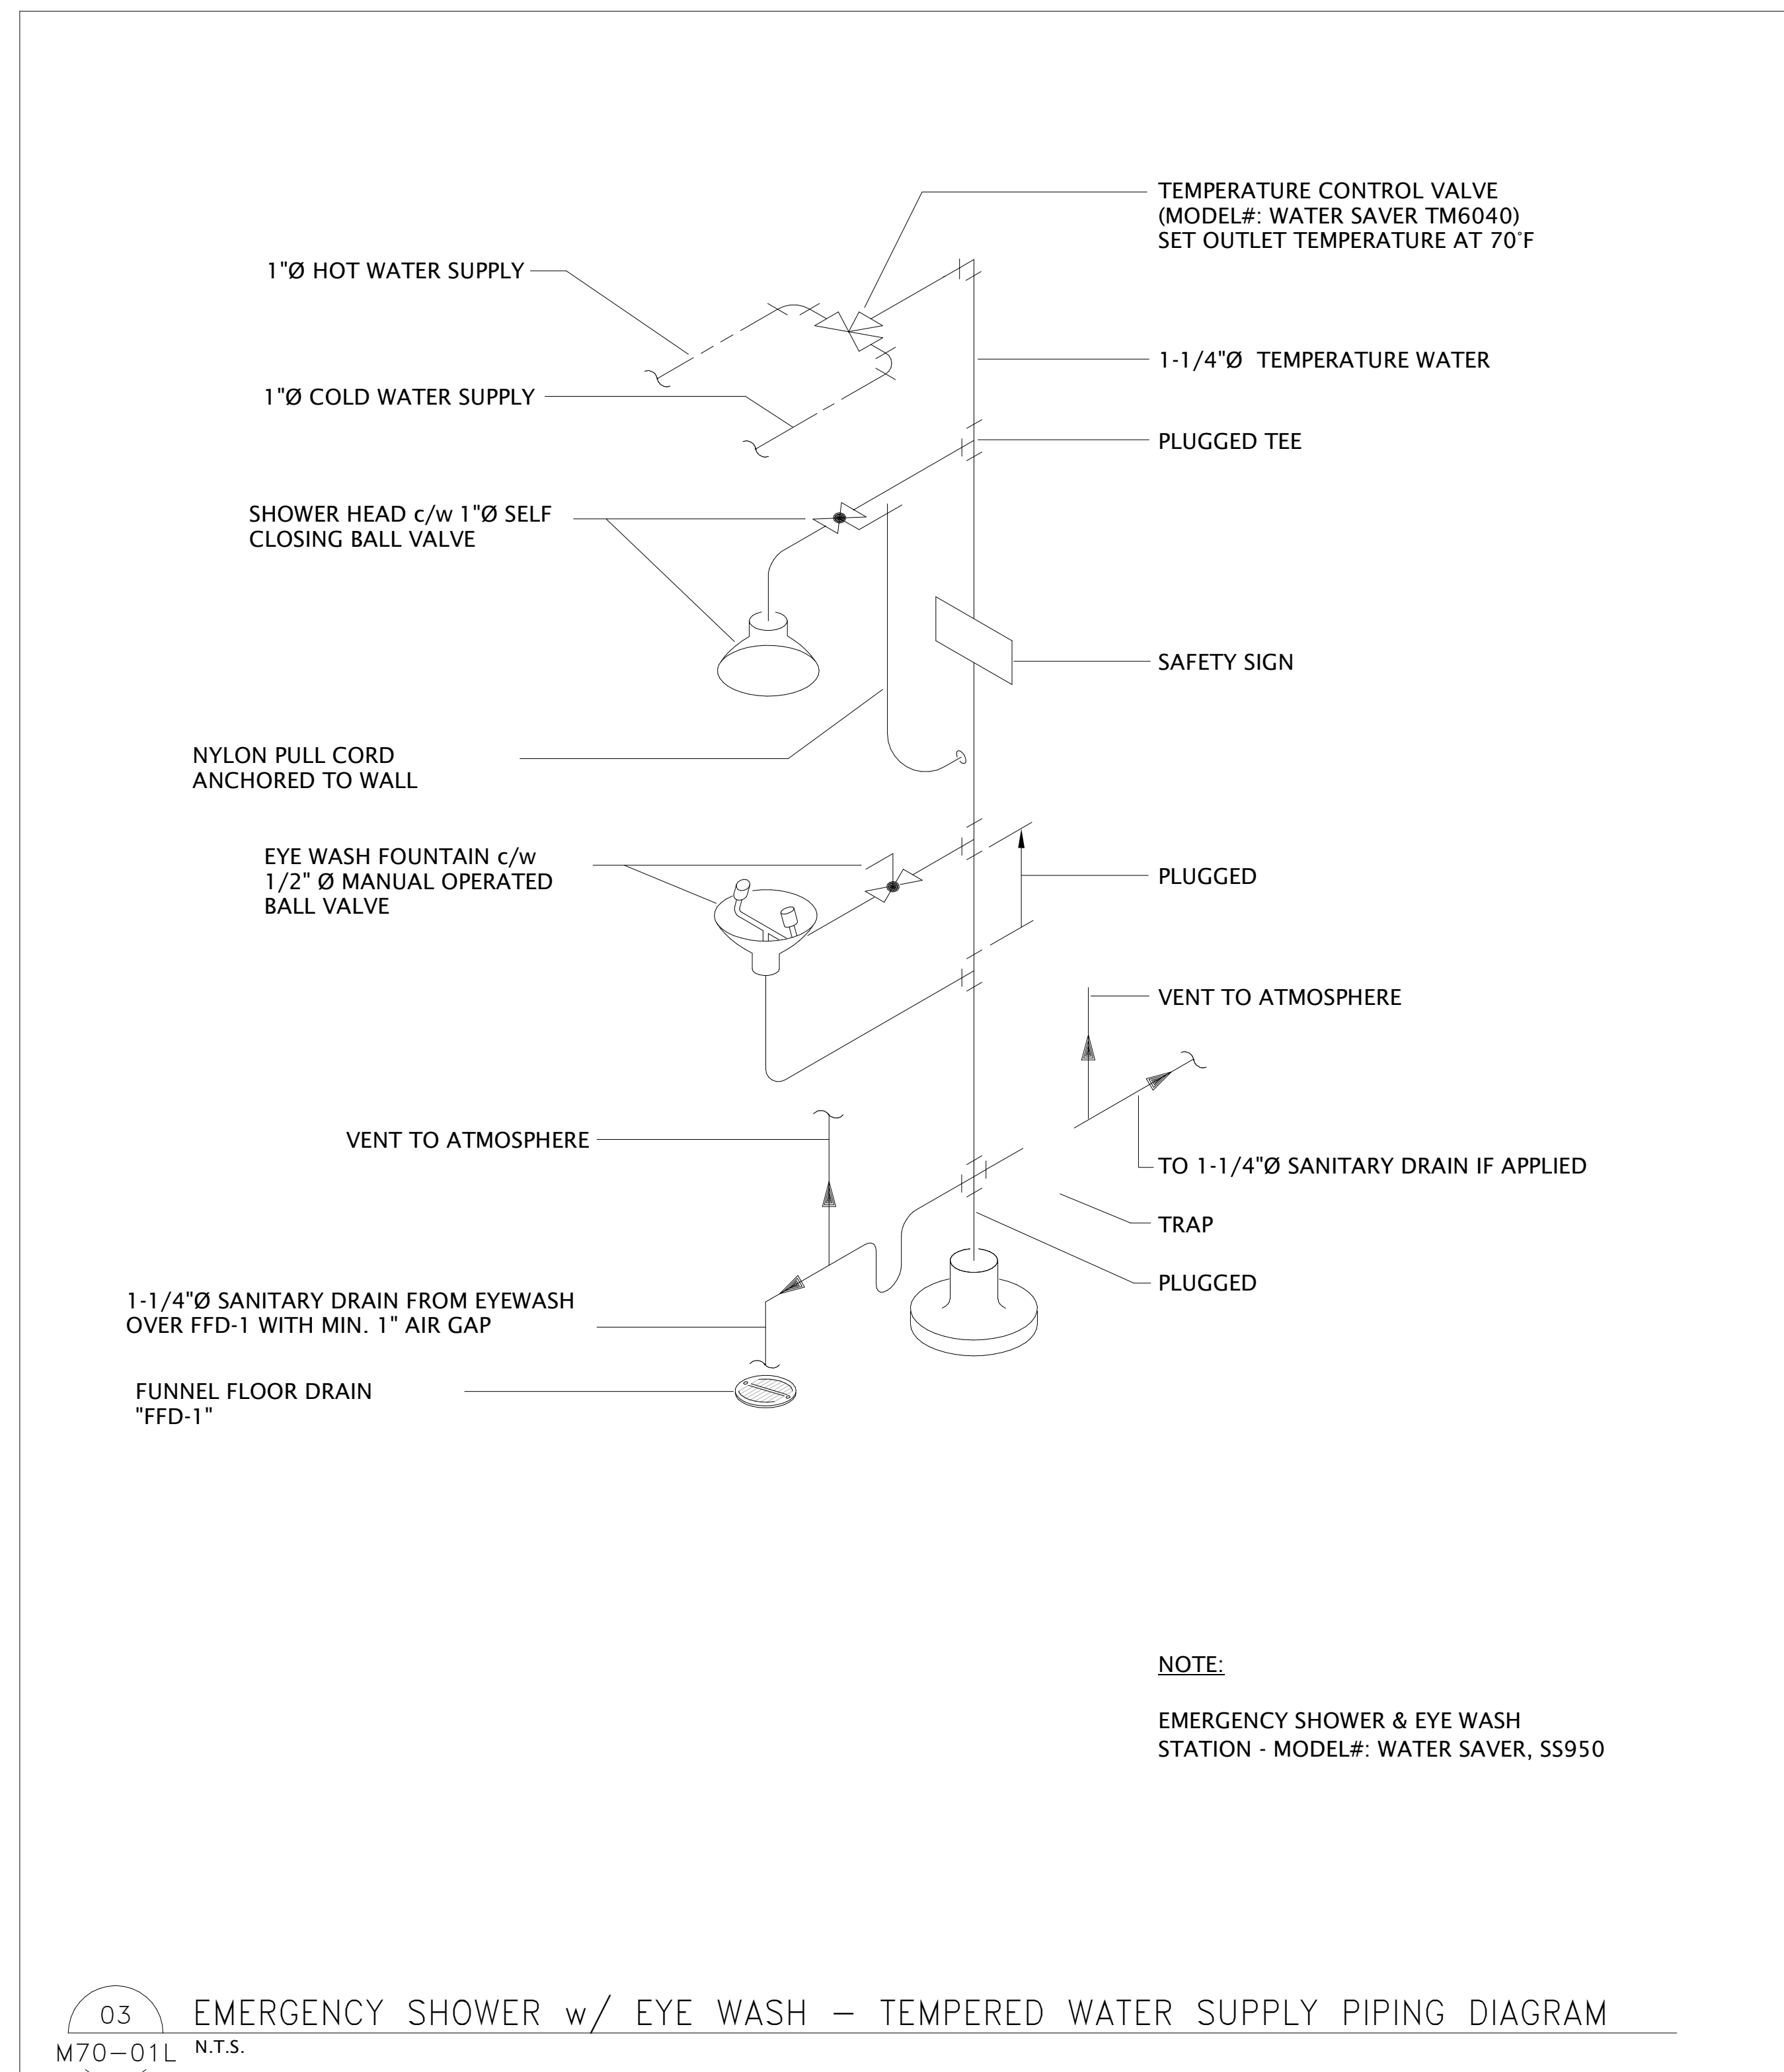 TEMPERATURE CONTROL VALVE
(MODEL#: WATER SAVER TM6040)
SET OUTLET TEMPERATURE AT 70°F
1"Ø HOT WATER SUPPLY
1-1/4"Ø TEMPERATURE WATER
1"Ø COLD WATER SUPPLY
PLUGGED TEE
SHOWER HEAD c/w 1"Ø SELF
CLOSING BALL VALVE
SAFETY SIGN
NYLON PULL CORD
ANCHORED TO WALL
EYE WASH FOUNTAIN c/w
1/2" Ø MANUAL OPERATED
BALL VALVE
PLUGGED
VENT TO ATMOSPHERE
VENT TO ATMOSPHERE
TO 1-1/4"Ø SANITARY DRAIN IF APPLIED
TRAP
PLUGGED
1-1/4"Ø SANITARY DRAIN FROM EYEWASH
OVER FFD-1 WITH MIN. 1" AIR GAP
FUNNEL FLOOR DRAIN
"FFD-1"
NOTE:
EMERGENCY SHOWER & EYE WASH
STATION - MODEL#: WATER SAVER, SS950
03
EMERGENCY SHOWER w/ EYE WASH – TEMPERED WATER SUPPLY PIPING DIAGRAM
M70-01L
N.T.S.